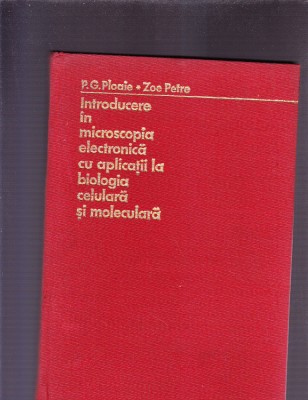 P. G. Ploaie • Zoe Petre
Introducere
în
microscopia
electronică
cu aplicații la
biologia
celulară
și moleculară